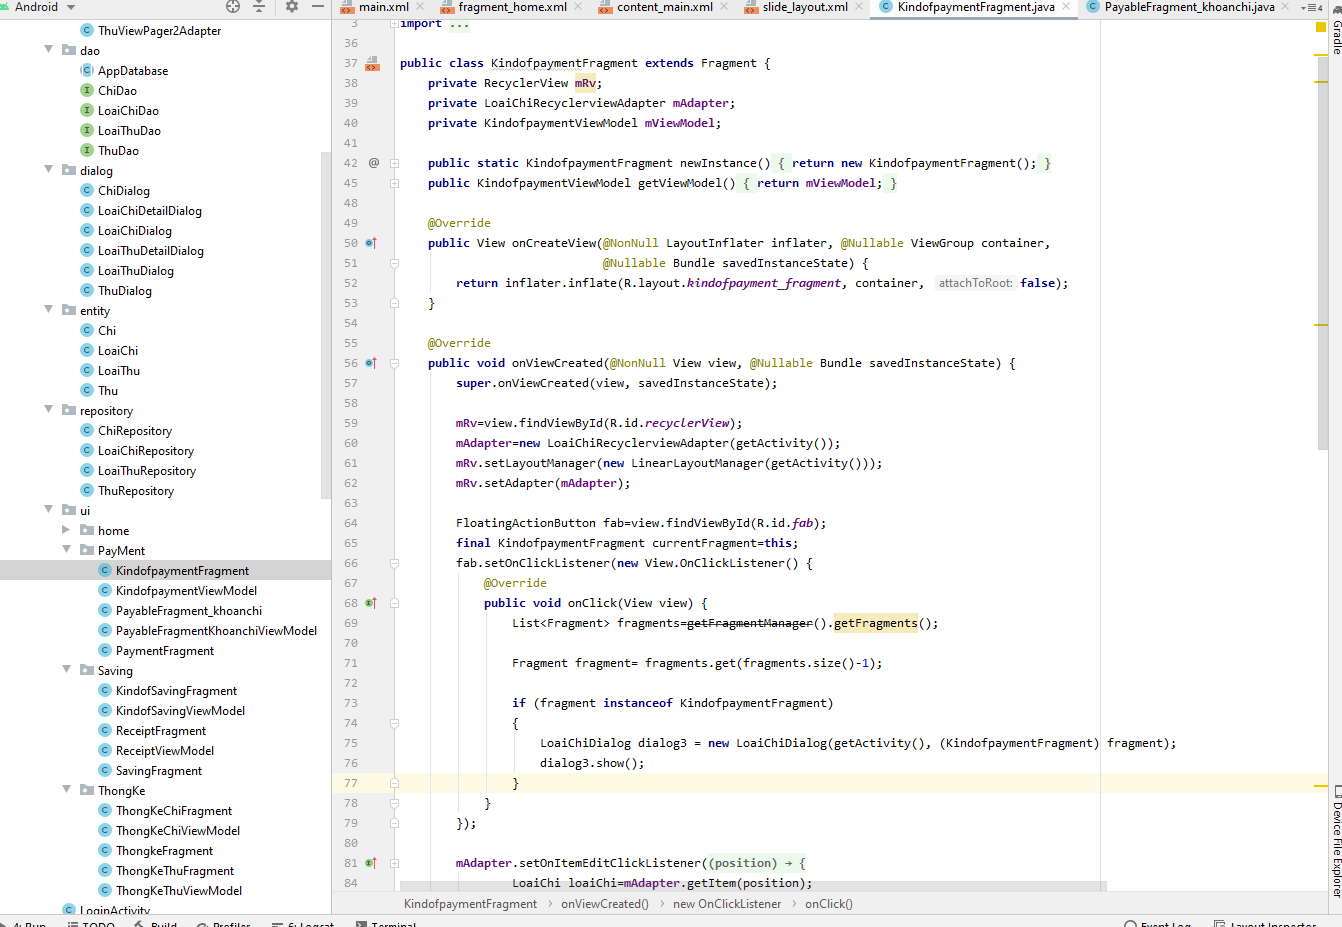 Android
main.xml
fragment_home.xml
content_main.xml
slide_layout.xml
KindofpaymentFragment.java
PayableFragment_khoanchi.java
4
ThuViewPager2Adapter
dao
AppDatabase
ChiDao
LoaiChiDao
LoaiThuDao
ThuDao
dialog
ChiDialog
LoaiChiDetailDialog
LoaiChiDialog
LoaiThuDetailDialog
LoaiThuDialog
ThuDialog
entity
Chi
LoaiChi
LoaiThu
Thu
repository
ChiRepository
LoaiChiRepository
LoaiThuRepository
ThuRepository
ui
home
PayMent
KindofpaymentFragment
KindofpaymentViewModel
PayableFragment_khoanchi
PayableFragmentKhoanchiViewModel
PaymentFragment
Saving
KindofSavingFragment
KindofSavingViewModel
ReceiptFragment
ReceiptViewModel
SavingFragment
ThongKe
ThongKeChiFragment
ThongKeChiViewModel
ThongkeFragment
ThongKeThuFragment
ThongKeThuViewModel
LoginActivity
3 import ...
36
37 public class KindofpaymentFragment extends Fragment {
38 private RecyclerView mRv;
39 private LoaiChiRecyclerviewAdapter mAdapter;
40 private KindofpaymentViewModel mViewModel;
41
42 @ public static KindofpaymentFragment newInstance() { return new KindofpaymentFragment(); }
45 public KindofpaymentViewModel getViewModel() { return mViewModel; }
48
49 @Override
50 public View onCreateView(@NonNull LayoutInflater inflater, @Nullable ViewGroup container,
51 @Nullable Bundle savedInstanceState) {
52 return inflater.inflate(R.layout.kindofpayment_fragment, container, attachToRoot: false);
53 }
54
55 @Override
56 public void onViewCreated(@NonNull View view, @Nullable Bundle savedInstanceState) {
57 super.onViewCreated(view, savedInstanceState);
58
59 mRv=view.findViewById(R.id.recyclerView);
60 mAdapter=new LoaiChiRecyclerviewAdapter(getActivity());
61 mRv.setLayoutManager(new LinearLayoutManager(getActivity()));
62 mRv.setAdapter(mAdapter);
63
64 FloatingActionButton fab=view.findViewById(R.id.fab);
65 final KindofpaymentFragment currentFragment=this;
66 fab.setOnClickListener(new View.OnClickListener() {
67 @Override
68 public void onClick(View view) {
69 List<Fragment> fragments=getFragmentManager().getFragments();
70
71 Fragment fragment= fragments.get(fragments.size()-1);
72
73 if (fragment instanceof KindofpaymentFragment)
74 {
75 LoaiChiDialog dialog3 = new LoaiChiDialog(getActivity(), (KindofpaymentFragment) fragment);
76 dialog3.show();
77 }
78 }
79 });
80
81 mAdapter.setOnItemEditClickListener((position) → {
84 LoaiChi loaiChi=mAdapter.getItem(position);
KindofpaymentFragment › onViewCreated() › new OnClickListener › onClick()
Gradle
Device File Explorer
4: Run
TODO
Build
Profiler
6: Logcat
Terminal
Event Log
Layout Inspector